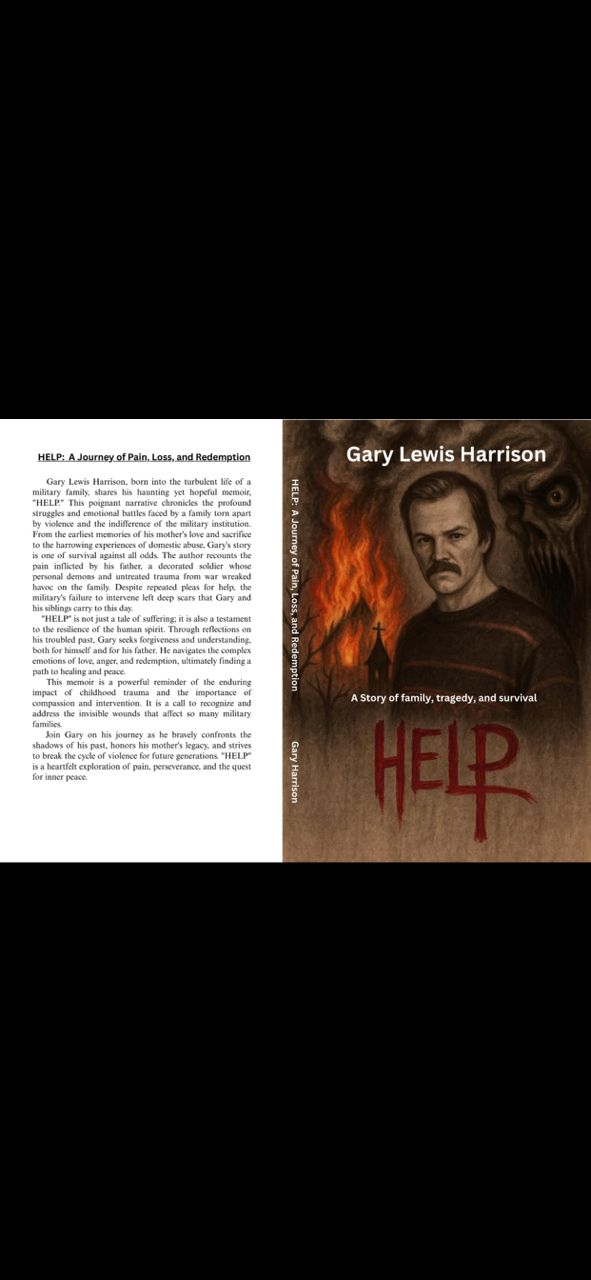 HELP: A Journey of Pain, Loss, and Redemption
Gary Lewis Harrison, born into the turbulent life of a
military family, shares his haunting yet hopeful memoir,
"HELP." This poignant narrative chronicles the profound
struggles and emotional battles faced by a family torn apart
by violence and the indifference of the military institution.
From the earliest memories of his mother's love and sacrifice
to the harrowing experiences of domestic abuse, Gary's story
is one of survival against all odds. The author recounts the
pain inflicted by his father, a decorated soldier whose
personal demons and untreated trauma from war wreaked
havoc on the family. Despite repeated pleas for help, the
military's failure to intervene left deep scars that Gary and
his siblings carry to this day.
"HELP" is not just a tale of suffering; it is also a testament
to the resilience of the human spirit. Through reflections on
his troubled past, Gary seeks forgiveness and understanding,
both for himself and for his father. He navigates the complex
emotions of love, anger, and redemption, ultimately finding a
path to healing and peace.
This memoir is a powerful reminder of the enduring
impact of childhood trauma and the importance of
compassion and intervention. It is a call to recognize and
address the invisible wounds that affect so many military
families.
Join Gary on his journey as he bravely confronts the
shadows of his past, honors his mother's legacy, and strives
to break the cycle of violence for future generations. "HELP"
is a heartfelt exploration of pain, perseverance, and the quest
for inner peace.
HELP: A Journey of Pain, Loss, and Redemption
Gary Harrison
Gary Lewis Harrison
A Story of family, tragedy, and survival
HELP